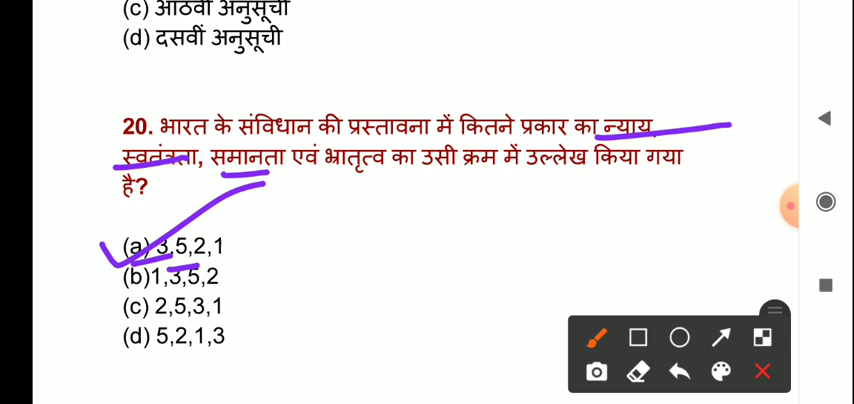 (c) आठवीं अनुसूची
(d) दसवीं अनुसूची
20. भारत के संविधान की प्रस्तावना में कितने प्रकार का न्याय,
स्वतंत्रता, समानता एवं भ्रातृत्व का उसी क्रम में उल्लेख किया गया
है?
(a) 3,5,2,1
(b)1,3,5,2
(c) 2,5,3,1
(d) 5,2,1,3